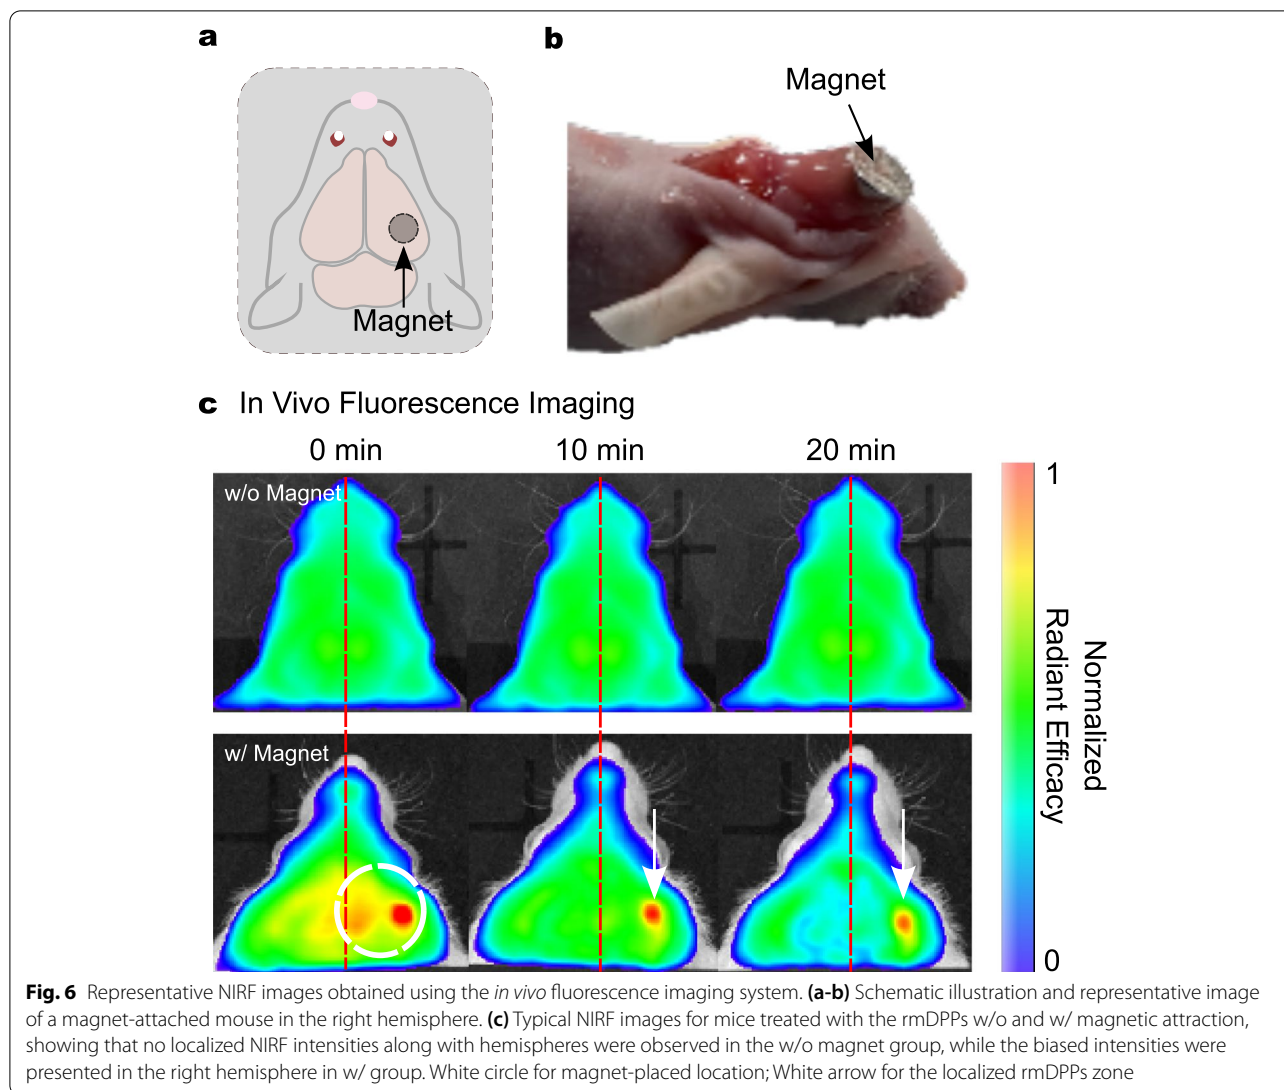 a
b
Magnet
Magnet
c In Vivo Fluorescence Imaging
0 min 10 min 20 min
w/o Magnet
w/ Magnet
1
Normalized
Radiant Efficacy
0
Fig. 6 Representative NIRF images obtained using the in vivo fluorescence imaging system. (a-b) Schematic illustration and representative image
of a magnet-attached mouse in the right hemisphere. (c) Typical NIRF images for mice treated with the rmDPPs w/o and w/ magnetic attraction,
showing that no localized NIRF intensities along with hemispheres were observed in the w/o magnet group, while the biased intensities were
presented in the right hemisphere in w/ group. White circle for magnet-placed location; White arrow for the localized rmDPPs zone